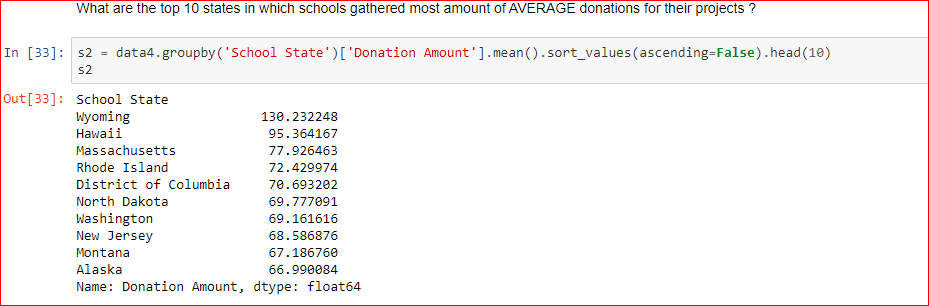 What are the top 10 states in which schools gathered most amount of AVERAGE donations for their projects ?
In [33]: s2 = data4.groupby('School State')['Donation Amount'].mean().sort_values(ascending=False).head(10)
s2
Out[33]: School State
Wyoming 130.232248
Hawaii 95.364167
Massachusetts 77.926463
Rhode Island 72.429974
District of Columbia 70.693202
North Dakota 69.777091
Washington 69.161616
New Jersey 68.586876
Montana 67.186760
Alaska 66.990084
Name: Donation Amount, dtype: float64